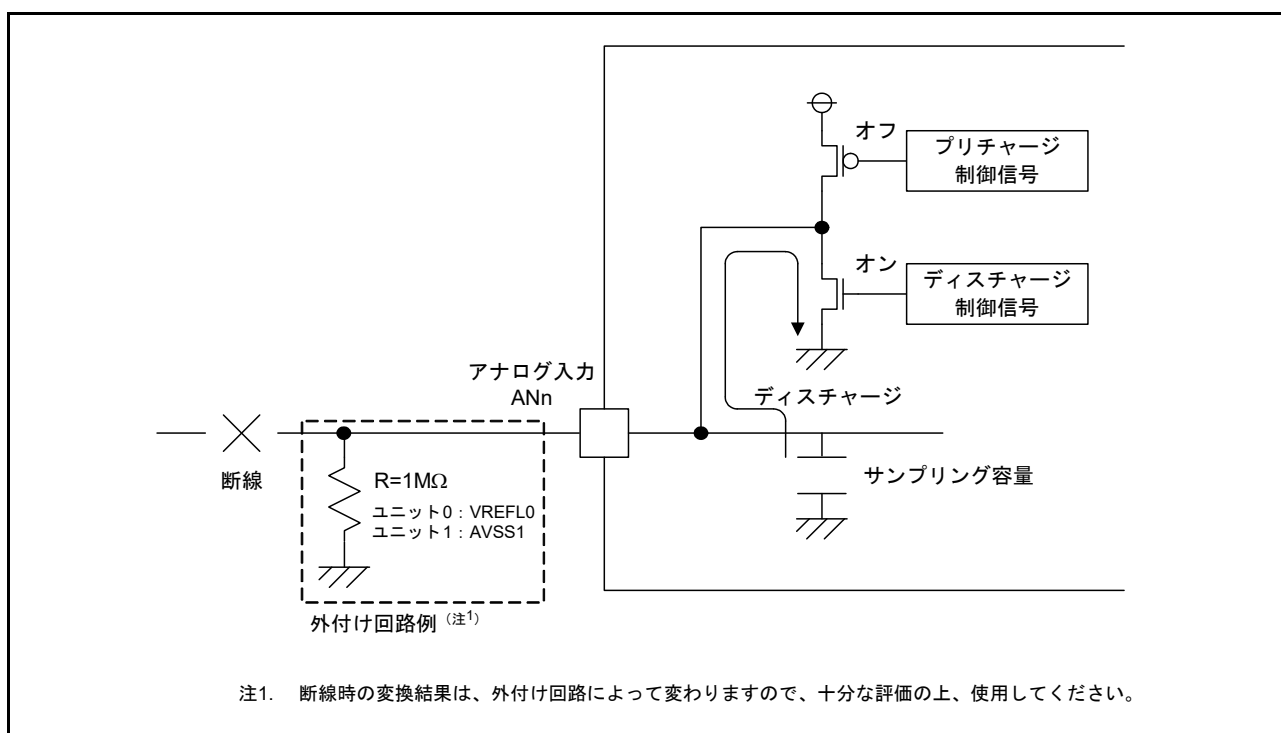 オフ
プリチャージ
制御信号
オン
ディスチャージ
制御信号
アナログ入力
ANn
ディスチャージ
断線
R=1MΩ
ユニット0：VREFL0
ユニット1：AVSS1
サンプリング容量
外付け回路例（注1）
注1. 断線時の変換結果は、外付け回路によって変わりますので、十分な評価の上、使用してください。